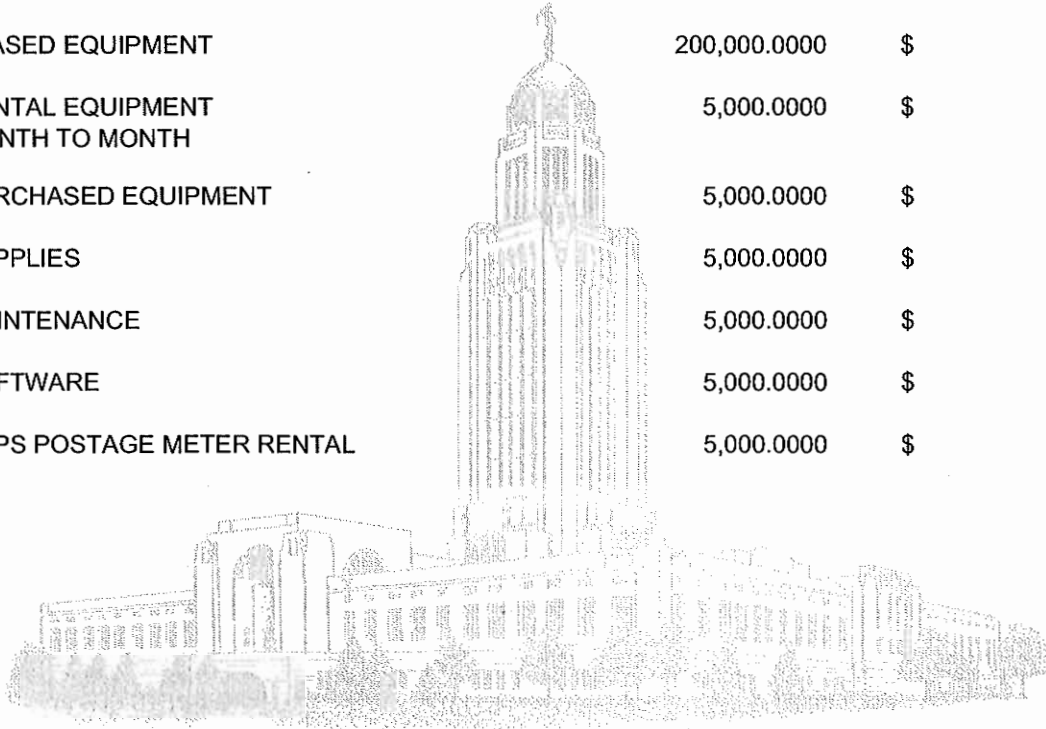 ASED EQUIPMENT 200,000.0000 $
NTAL EQUIPMENT 5,000.0000 $
NTH TO MONTH
RCHASED EQUIPMENT 5,000.0000 $
PPLIES 5,000.0000 $
INTENANCE 5,000.0000 $
FTWARE 5,000.0000 $
PS POSTAGE METER RENTAL 5,000.0000 $